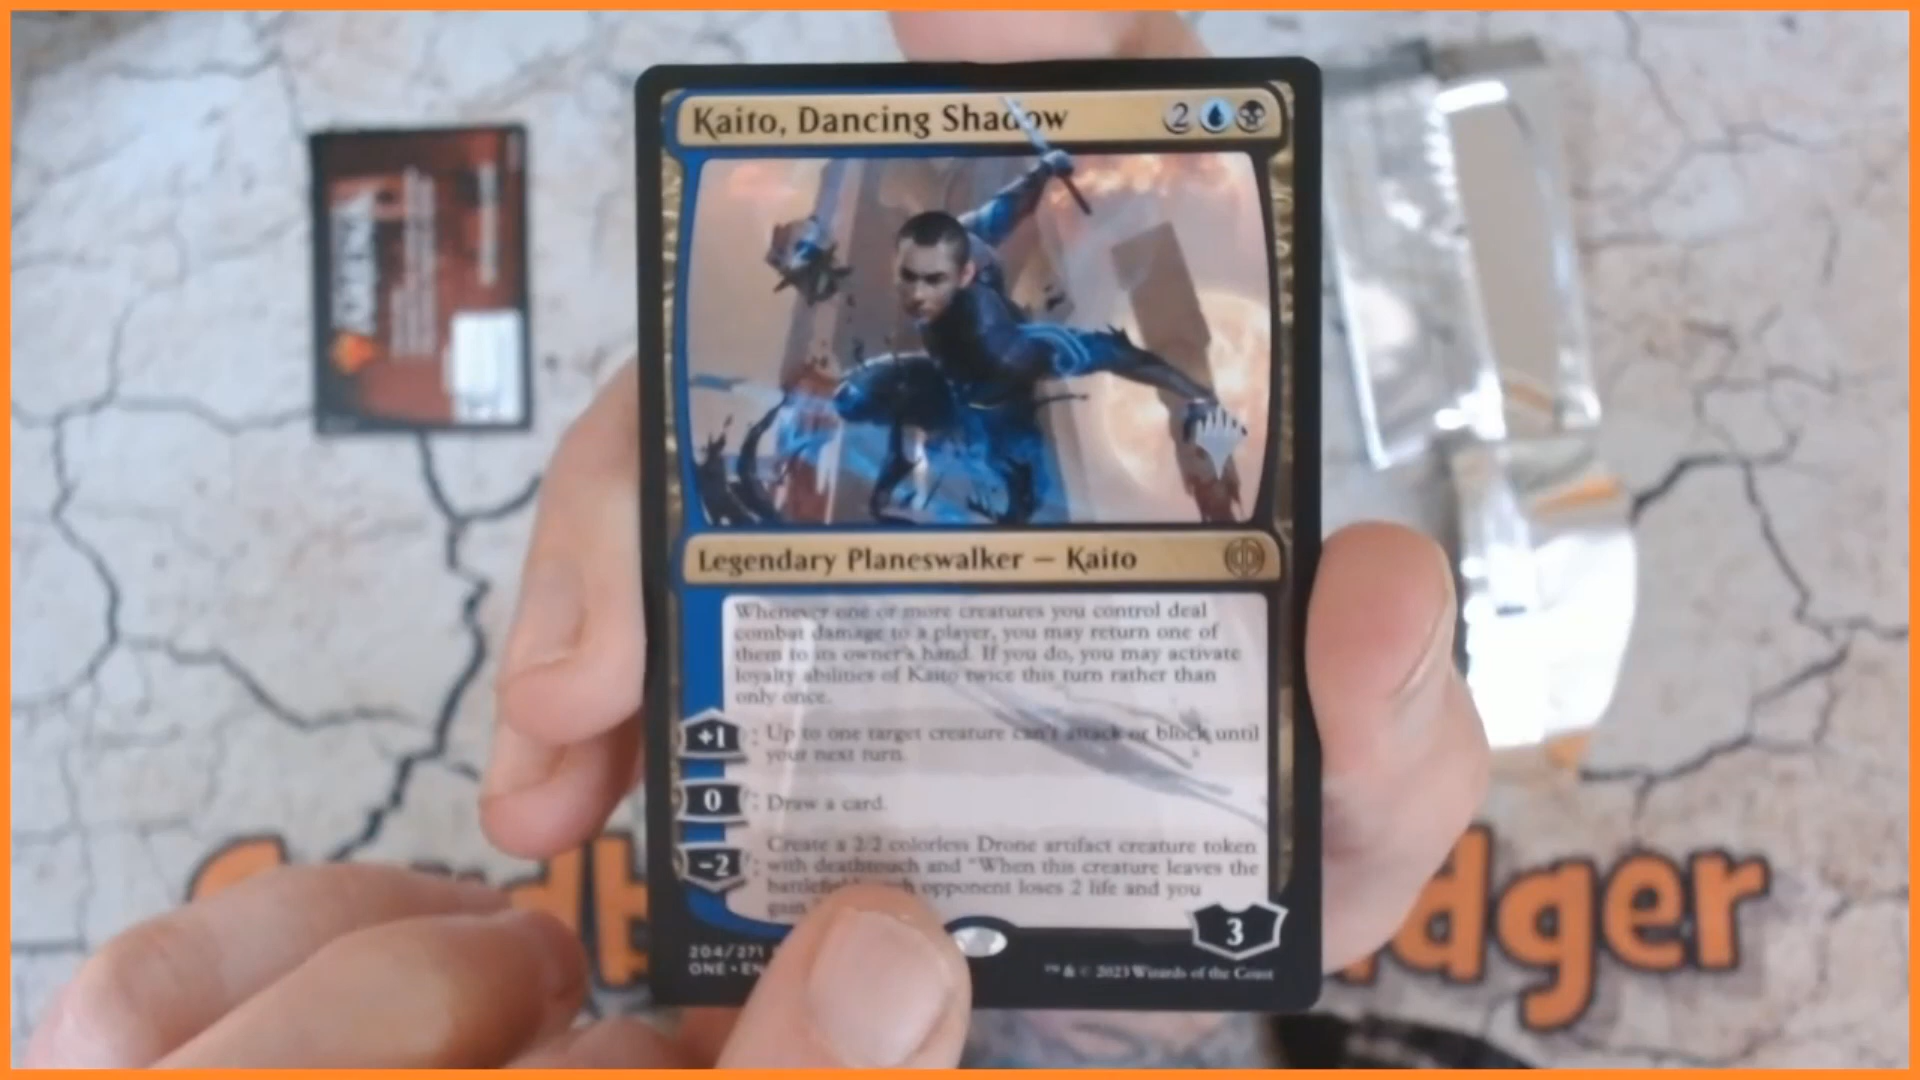 Kaito, Dancing Shadow 2
Legendary Planeswalker — Kaito
Whenever one or more creatures you control deal
combat damage to a player, you may return one of
them to its owner's hand. If you do, you may activate
loyalty abilities of Kaito twice this turn rather than
only once.
+1: Up to one target creature can't attack or block until
your next turn.
0: Draw a card.
Create a 2/2 colorless Drone artifact creature token
-2: with deathtouch and "When this creature leaves the
opponent loses 2 life and you
gain
3
204/271
ONE • EN
™ & © 2023 Wizards of the Coast
dger